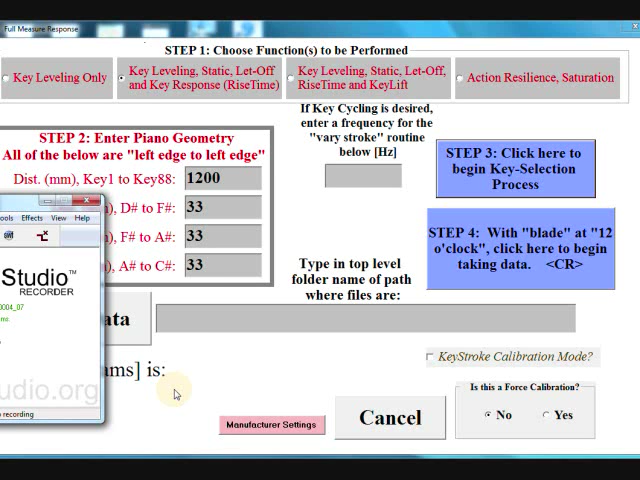 Full Measure Response
STEP 1: Choose Function(s) to be Performed
Key Leveling Only
Key Leveling, Static, Let-Off
and Key Response (RiseTime)
Key Leveling, Static, Let-Off,
RiseTime and KeyLift
Action Resilience, Saturation
If Key Cycling is desired,
enter a frequency for the
"vary stroke" routine
below [Hz]
STEP 2: Enter Piano Geometry
All of the below are "left edge to left edge"
Dist. (mm), Key1 to Key88: 1200
), D# to F#: 33
), F# to A#: 33
), A# to C#: 33
STEP 3: Click here to
begin Key-Selection
Process
STEP 4: With "blade" at "12
o'clock", click here to begin
taking data. <CR>
ools Effects View Help
Studio™
RECORDER
0004_07
ms.
udio.org
recording
Type in top level
folder name of path
where files are:
ata
ams] is:
KeyStroke Calibration Mode?
Is this a Force Calibration?
No Yes
Manufacturer Settings
Cancel